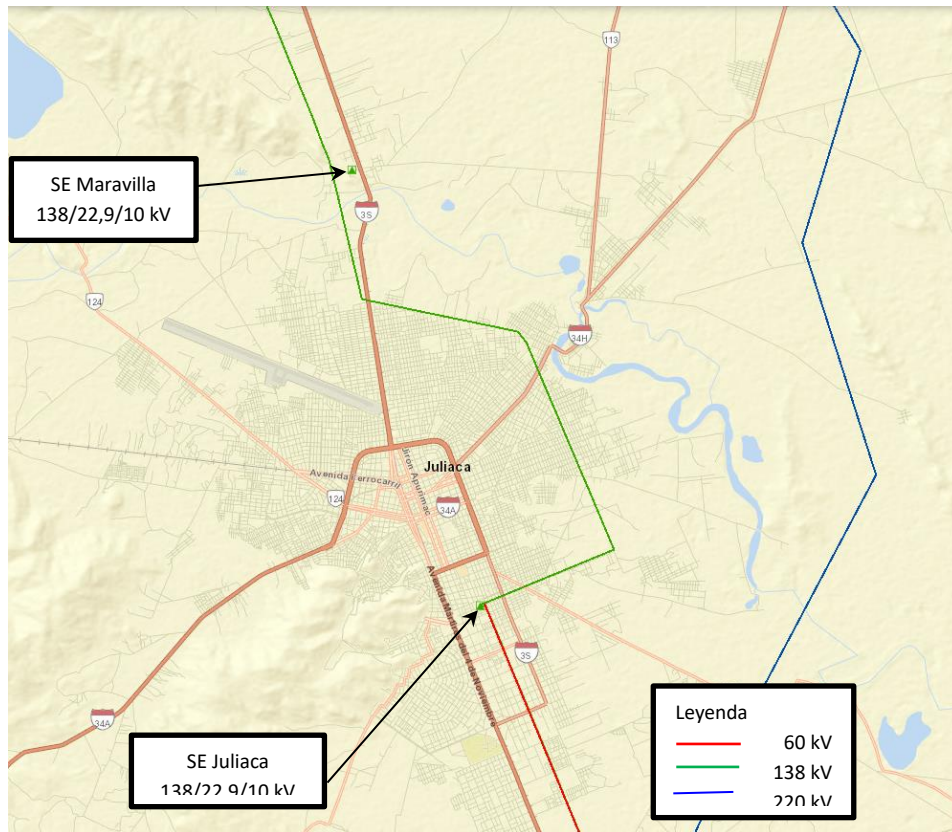 113
SE Maravilla
138/22,9/10 kV
3S
124
34H
Juliaca
Jiron Apurimac
Avenida Ferrocarril
124
34A
Avenida Mártires del 4 de Noviembre
3S
34A
SE Juliaca
138/22,9/10 kV
Leyenda
60 kV
138 kV
220 kV